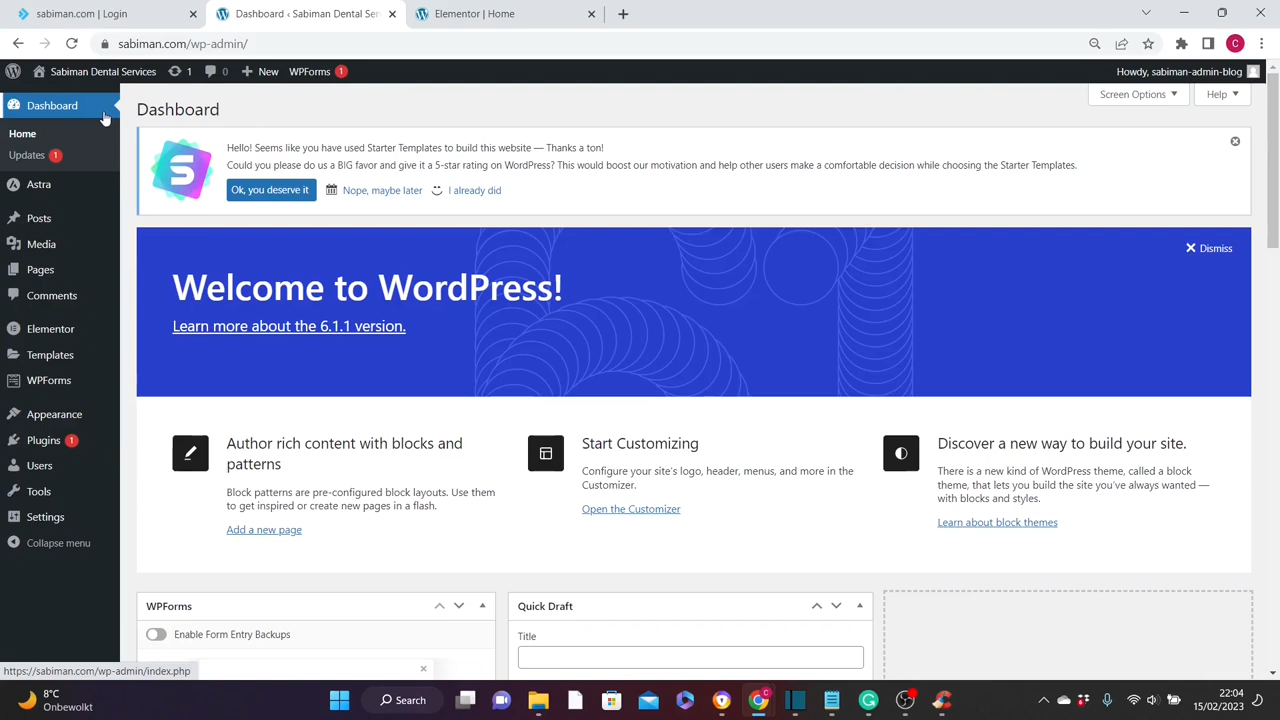 sabiman.com | Login
Dashboard ‹ Sabiman Dental Ser
Elementor | Home
sabiman.com/wp-admin/
C
Sabiman Dental Services
1
0
New
WPForms 1
Howdy, sabiman-admin-blog
Dashboard
Home
Updates 1
Astra
Posts
Media
Pages
Comments
Elementor
Templates
WPForms
Appearance
Plugins 1
Users
Tools
Settings
Collapse menu
Dashboard
Screen Options
Help
S
Hello! Seems like you have used Starter Templates to build this website — Thanks a ton!
Could you please do us a BIG favor and give it a 5-star rating on WordPress? This would boost our motivation and help other users make a comfortable decision while choosing the Starter Templates.
Ok, you deserve it
Nope, maybe later
I already did
Dismiss
Welcome to WordPress!
Learn more about the 6.1.1 version.
Author rich content with blocks and
patterns
Block patterns are pre-configured block layouts. Use them
to get inspired or create new pages in a flash.
Add a new page
Start Customizing
Configure your site's logo, header, menus, and more in the
Customizer.
Open the Customizer
Discover a new way to build your site.
There is a new kind of WordPress theme, called a block
theme, that lets you build the site you've always wanted —
with blocks and styles.
Learn about block themes
WPForms
Enable Form Entry Backups
Quick Draft
Title
https://sabiman.com/wp-admin/index.php
8°C
Onbewolkt
Search
22:04
15/02/2023